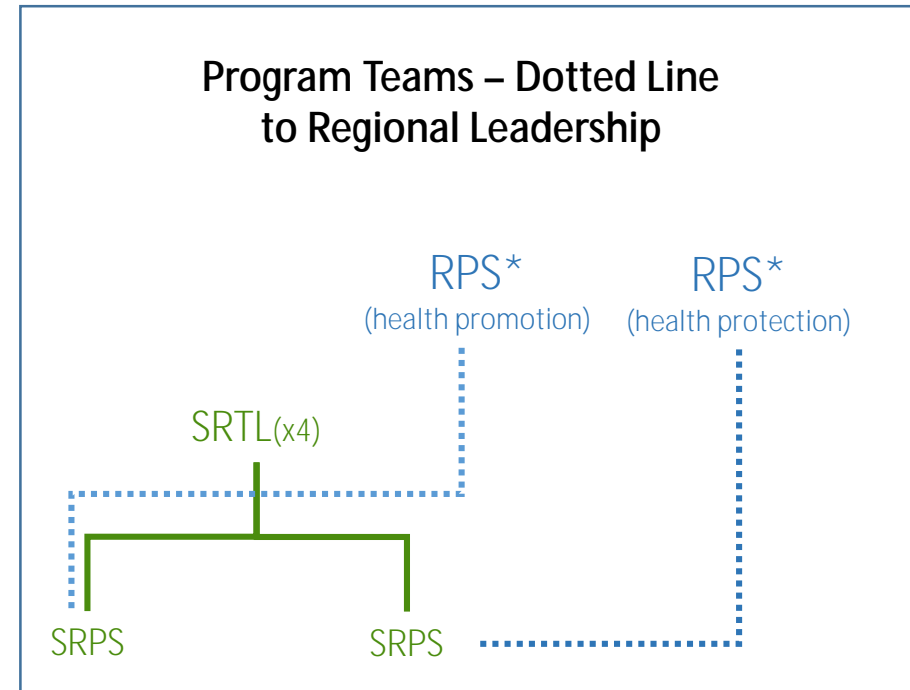 Program Teams – Dotted Line
to Regional Leadership
RPS*
(health promotion)
RPS*
(health protection)
SRTL(x4)
SRPS
SRPS